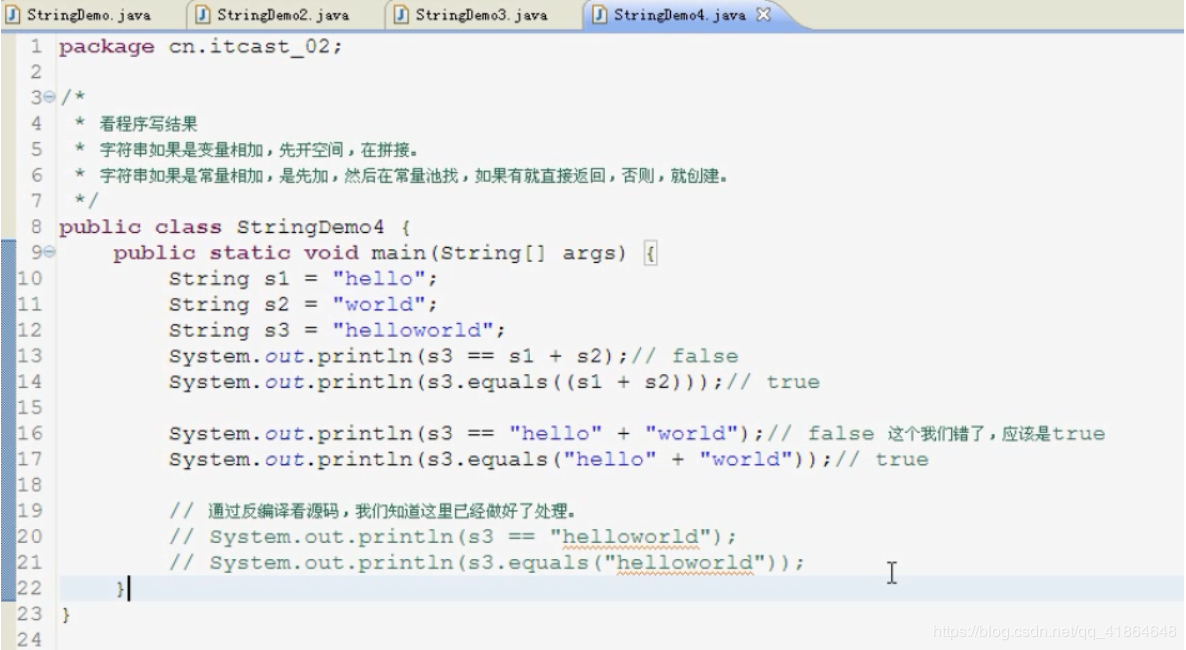 StringDemo.java StringDemo2.java StringDemo3.java StringDemo4.java
1 package cn.itcast_02;
2
3 /*
4 * 看程序写结果
5 * 字符串如果是变量相加，先开空间，在拼接。
6 * 字符串如果是常量相加，是先加，然后在常量池找，如果有就直接返回，否则，就创建。
7 */
8 public class StringDemo4 {
9 public static void main(String[] args) {
10 String s1 = "hello";
11 String s2 = "world";
12 String s3 = "helloworld";
13 System.out.println(s3 == s1 + s2);// false
14 System.out.println(s3.equals((s1 + s2)));// true
15
16 System.out.println(s3 == "hello" + "world");// false 这个我们错了，应该是true
17 System.out.println(s3.equals("hello" + "world"));// true
18
19 // 通过反编译看源码，我们知道这里已经做好了处理。
20 // System.out.println(s3 == "helloworld");
21 // System.out.println(s3.equals("helloworld"));
22 }
23 }
24
https://blog.csdn.net/qq_41864648